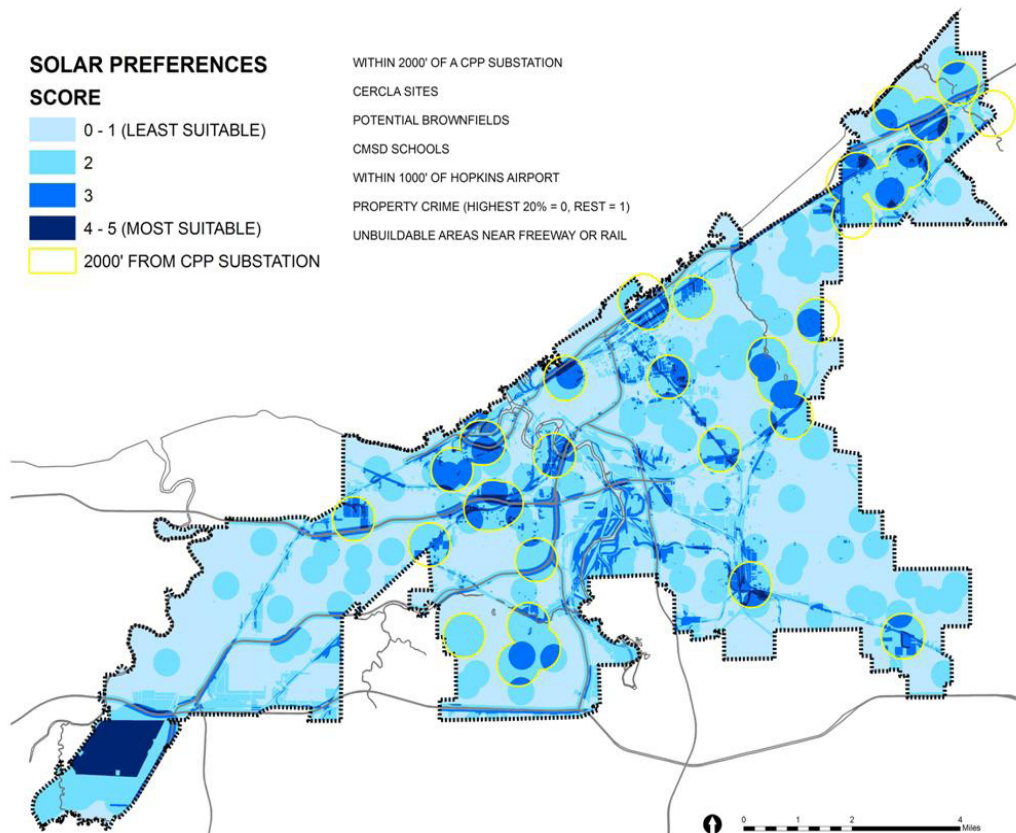 SOLAR PREFERENCES
SCORE
0 - 1 (LEAST SUITABLE)
2
3
4 - 5 (MOST SUITABLE)
2000' FROM CPP SUBSTATION
WITHIN 2000' OF A CPP SUBSTATION
CERCLA SITES
POTENTIAL BROWNFIELDS
CMSD SCHOOLS
WITHIN 1000' OF HOPKINS AIRPORT
PROPERTY CRIME (HIGHEST 20% = 0, REST = 1)
UNBUILDABLE AREAS NEAR FREEWAY OR RAIL
0 1 2 4
Miles